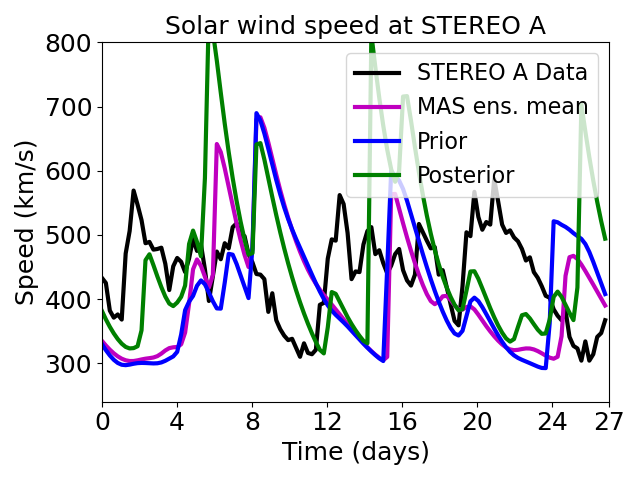 Solar wind speed at STEREO A
800
700
600
500
400
300
Speed (km/s)
STEREO A Data
MAS ens. mean
Prior
Posterior
0 4 8 12 16 20 24 27
Time (days)